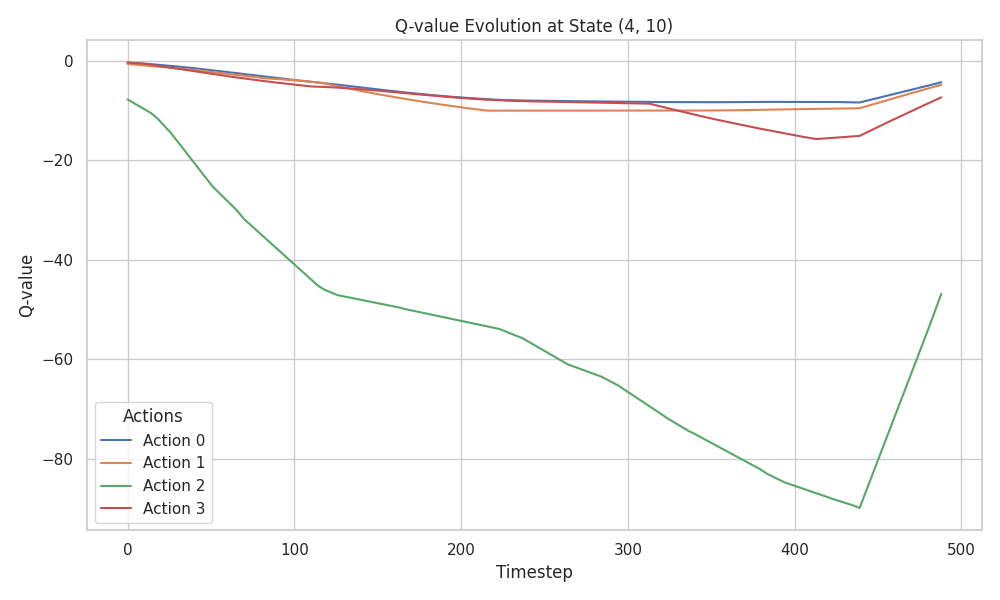 Q-value Evolution at State (4, 10)
0
−20
−40
−60
−80
Q-value
Actions
Action 0
Action 1
Action 2
Action 3
0 100 200 300 400 500
Timestep